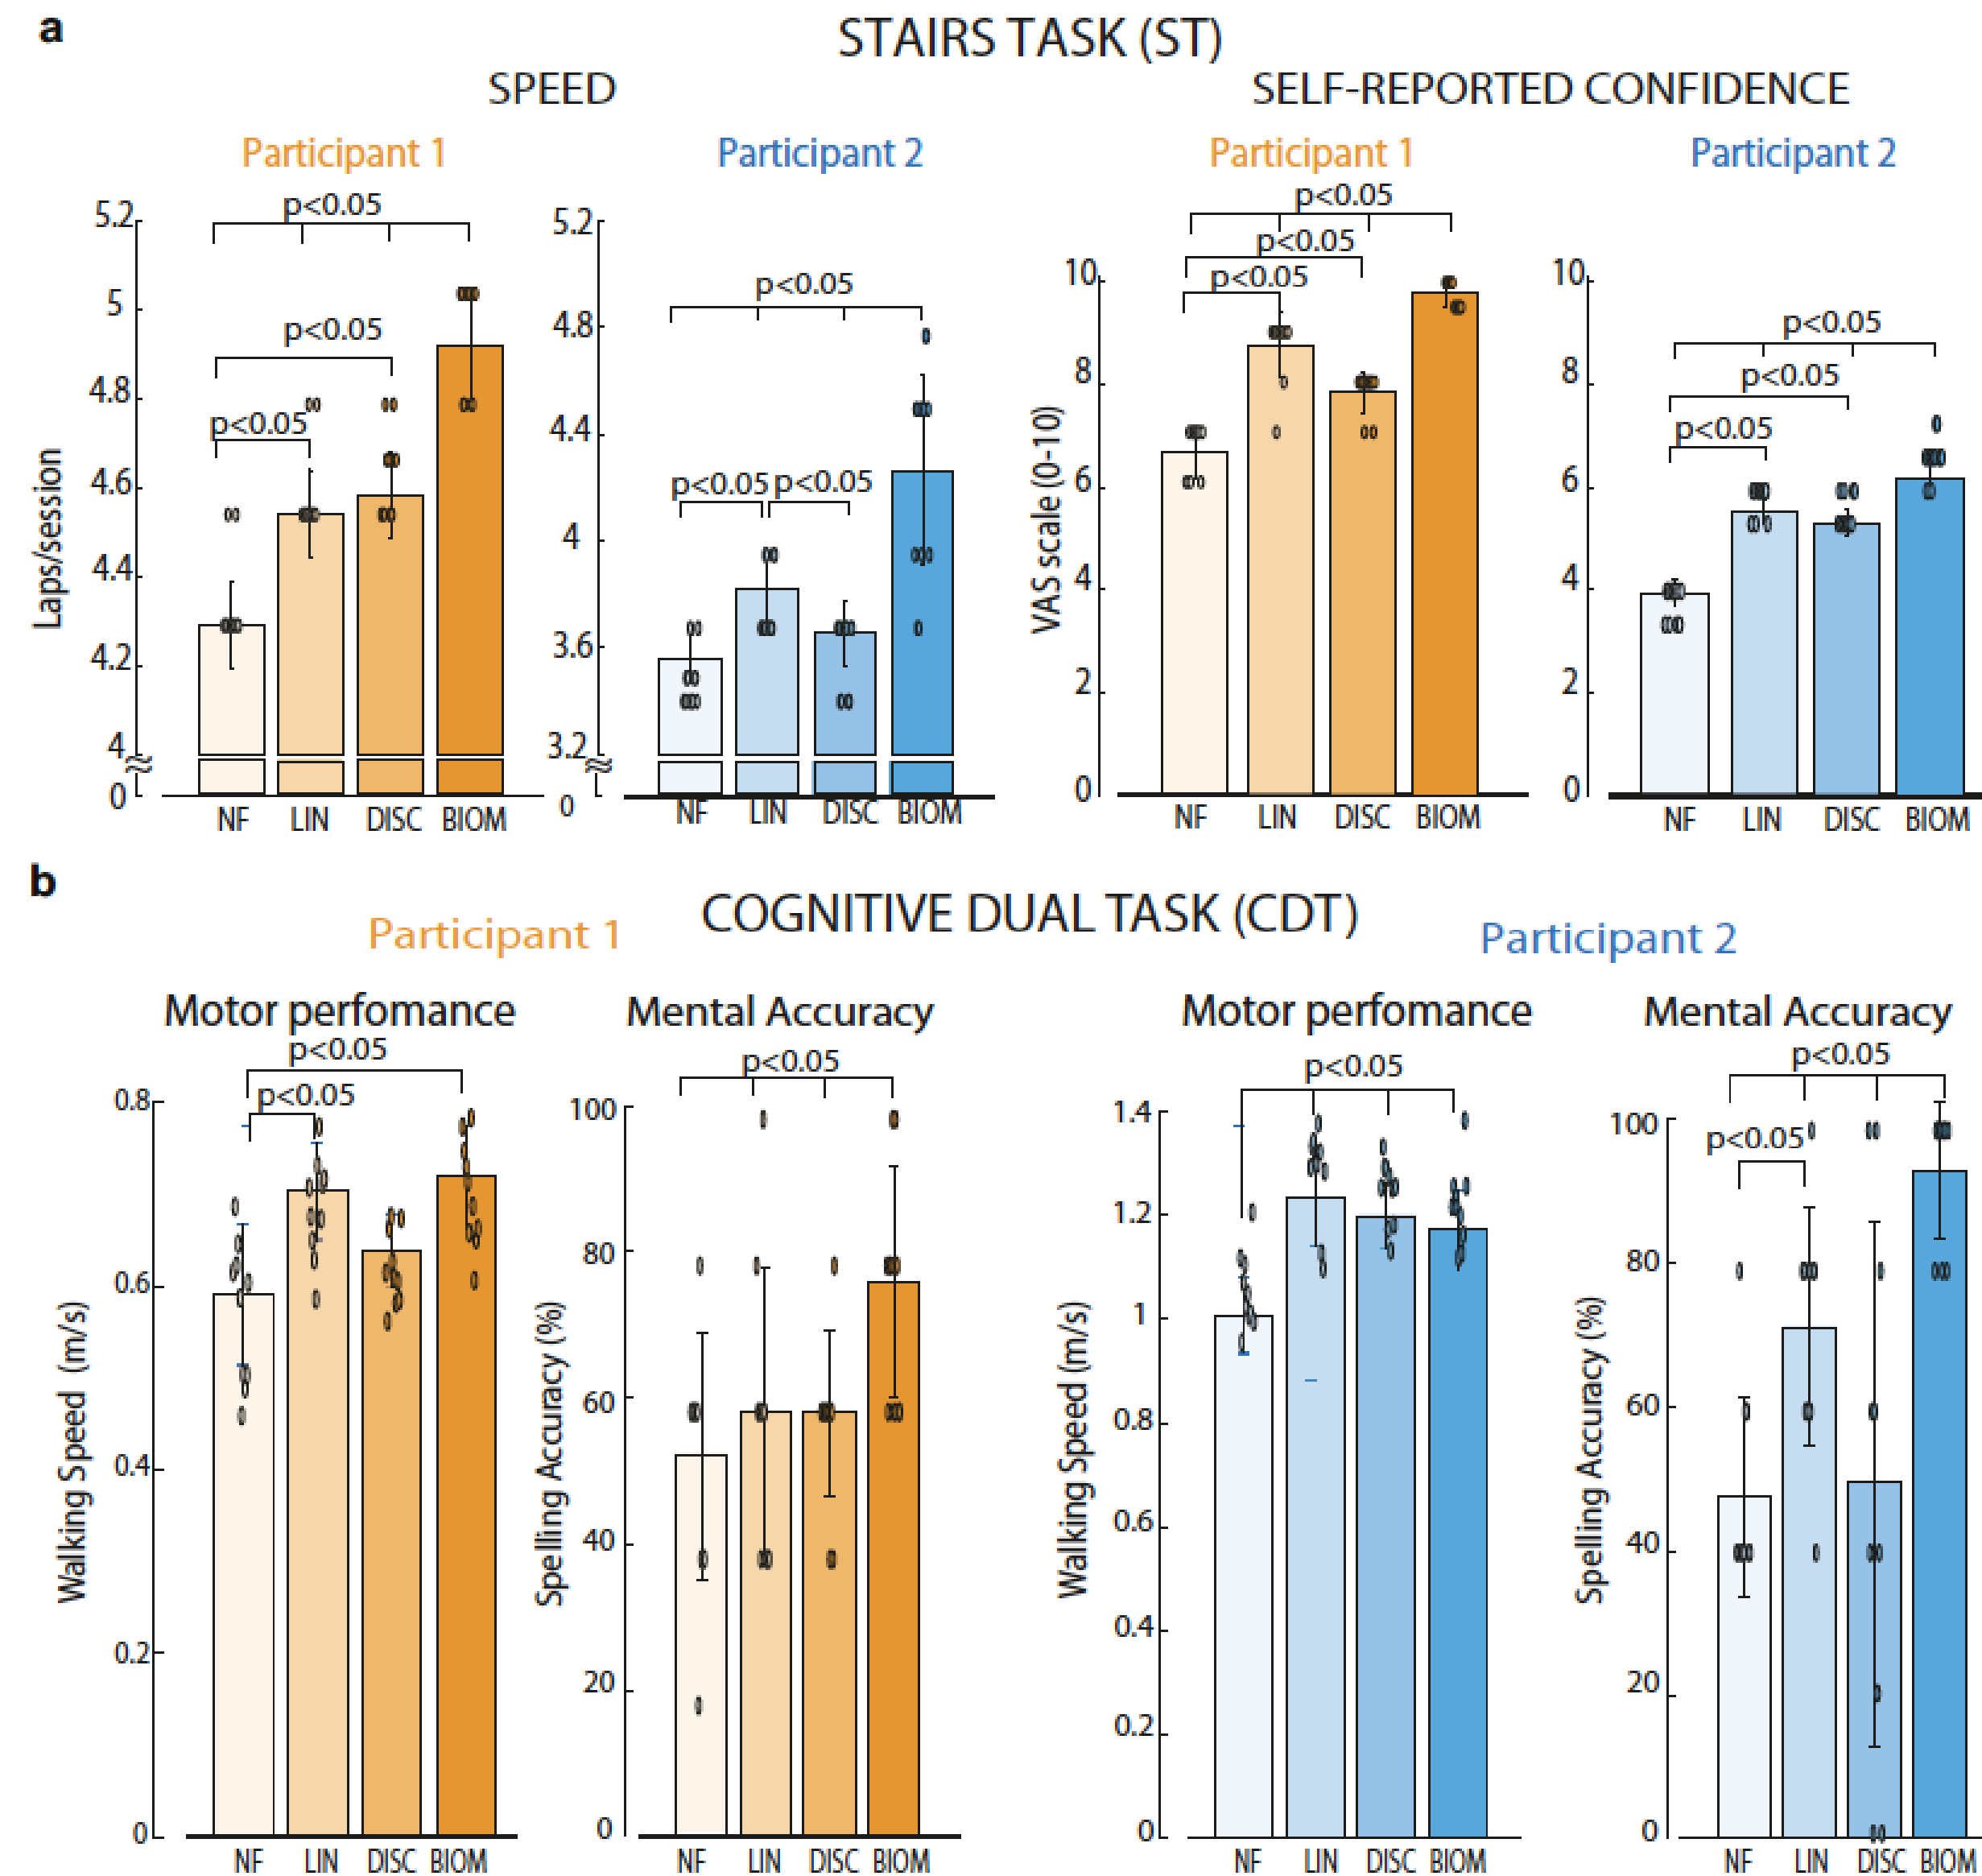 a
STAIRS TASK (ST)
SPEED
SELF-REPORTED CONFIDENCE
Participant 1
Participant 2
Participant 1
Participant 2
Laps/session
5.2
5
4.8
4.6
4.4
4.2
4
0
p<0.05
p<0.05
p<0.05
NF LIN DISC BIOM
5.2
4.8
4.4
4
3.6
3.2
0
p<0.05
p<0.05 p<0.05
NF LIN DISC BIOM
VAS scale (0-10)
10
8
6
4
2
0
p<0.05
p<0.05
p<0.05
NF LIN DISC BIOM
10
8
6
4
2
0
p<0.05
p<0.05
p<0.05
NF LIN DISC BIOM
b
COGNITIVE DUAL TASK (CDT)
Participant 1
Participant 2
Motor perfomance
p<0.05
p<0.05
Walking Speed (m/s)
0.8
0.6
0.4
0.2
0
NF LIN DISC BIOM
Mental Accuracy
p<0.05
Spelling Accuracy (%)
100
80
60
40
20
0
NF LIN DISC BIOM
Motor perfomance
p<0.05
Walking Speed (m/s)
1.4
1.2
1
0.8
0.6
0.4
0.2
0
NF LIN DISC BIOM
Mental Accuracy
p<0.05
p<0.05
Spelling Accuracy (%)
100
80
60
40
20
0
NF LIN DISC BIOM